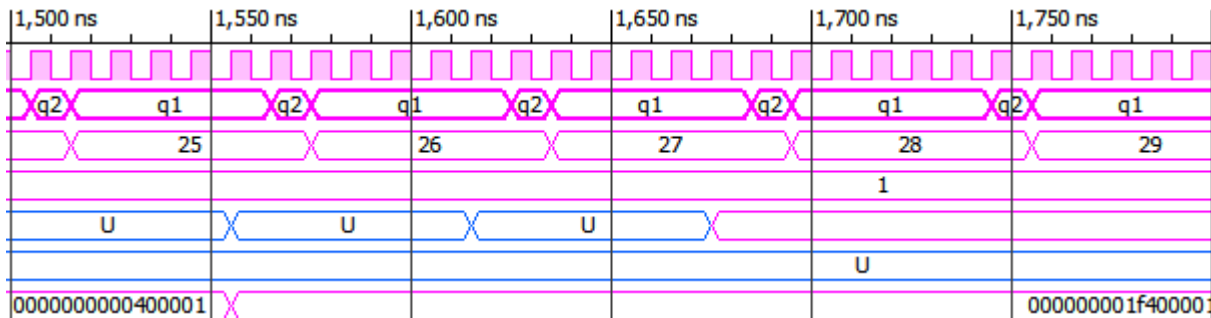 1,500 ns 1,550 ns 1,600 ns 1,650 ns 1,700 ns 1,750 ns
q2 q1 q2 q1 q2 q1 q2 q1 q2 q1
25 26 27 28 29
1
U U U
U
0000000000400001 000000001f400001